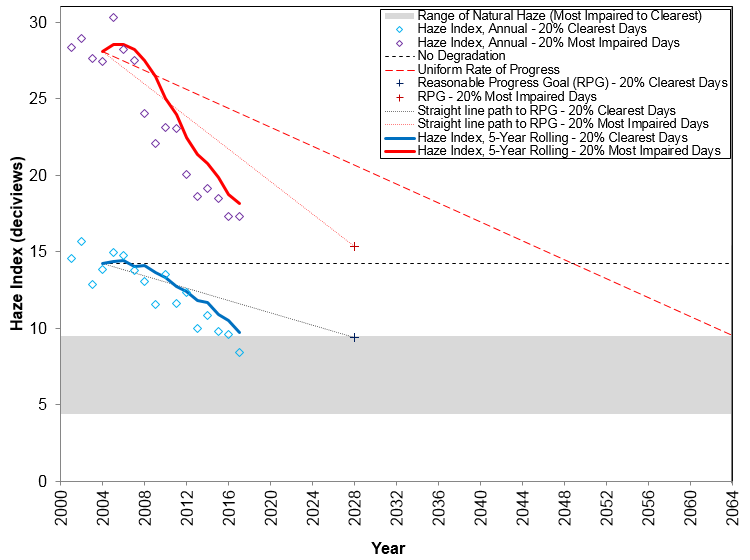 30
25
20
15
10
5
0
Haze Index (deciviews)
Range of Natural Haze (Most Impaired to Clearest)
Haze Index, Annual - 20% Clearest Days
Haze Index, Annual - 20% Most Impaired Days
No Degradation
Uniform Rate of Progress
Reasonable Progress Goal (RPG) - 20% Clearest Days
RPG - 20% Most Impaired Days
Straight line path to RPG - 20% Clearest Days
Straight line path to RPG - 20% Most Impaired Days
Haze Index, 5-Year Rolling - 20% Clearest Days
Haze Index, 5-Year Rolling - 20% Most Impaired Days
2000
2004
2008
2012
2016
2020
2024
2028
2032
2036
2040
2044
2048
2052
2056
2060
2064
Year